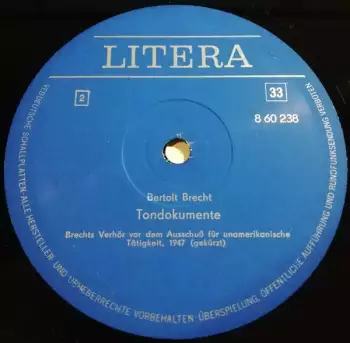 LITERA
2
33
8 60 238
Bertolt Brecht
Tondokumente
Brechts Verhör vor dem Ausschuß für unamerikanische
Tätigkeit, 1947 (gekürzt)
VEB DEUTSCHE SCHALLPLATTEN · ALLE HERSTELLER- UND URHEBERRECHTE VORBEHALTEN ÜBERSPIELUNG, ÖFFENTLICHE AUFFÜHRUNG UND RUNDFUNKSENDUNG VERBOTEN